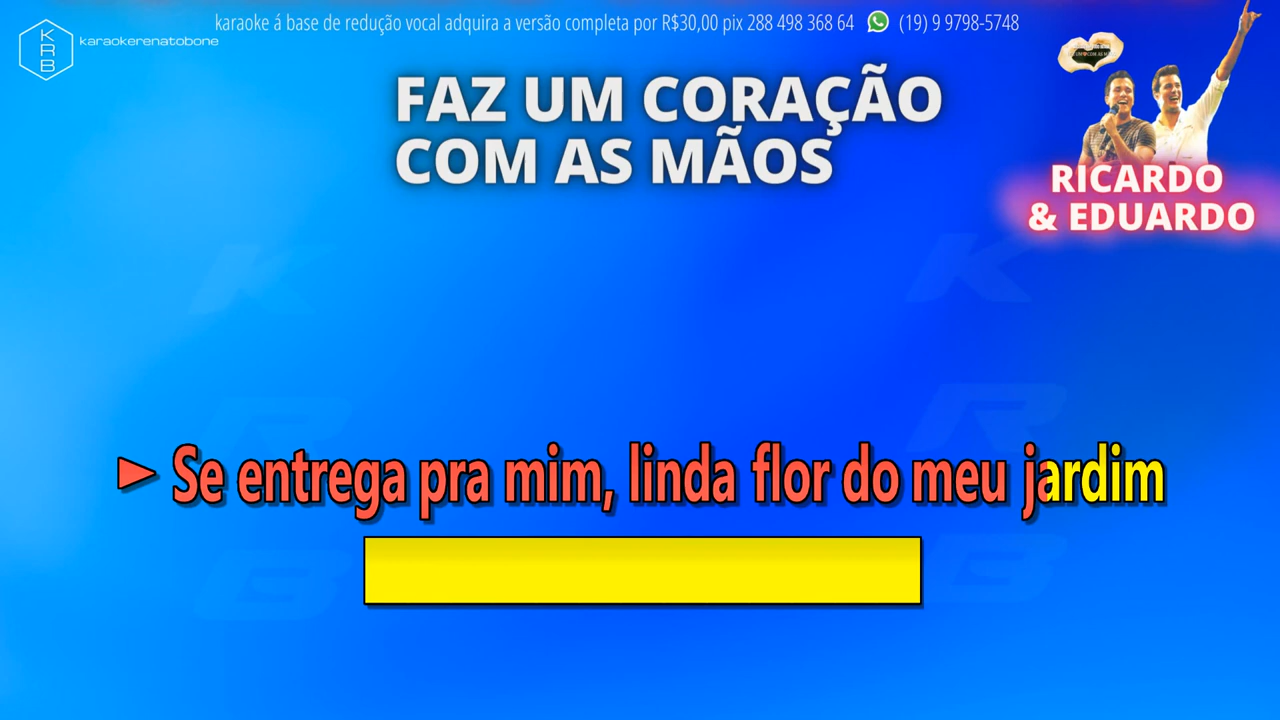 karaoke á base de redução vocal adquira a versão completa por R$30,00 pix 288 498 368 64 (19) 9 9798-5748
KRB
karaokerenatobone
FAZ UM CORAÇÃO
COM AS MÃOS
RICARDO
& EDUARDO
K
K
R
R
► Se entrega pra mim, linda flor do meu jardim
B
B